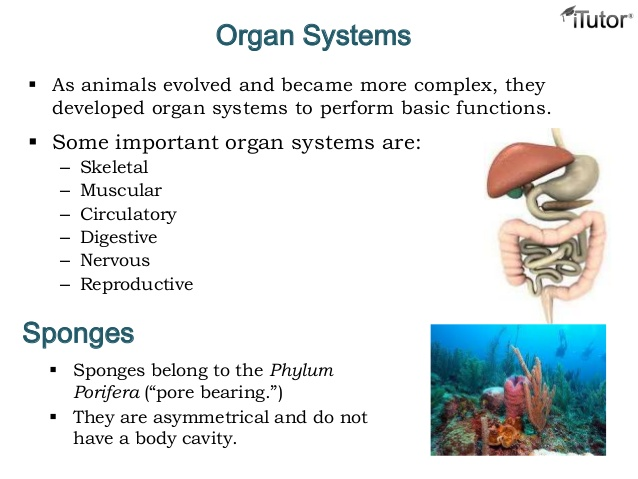 iTutor
Organ Systems
▪ As animals evolved and became more complex, they
developed organ systems to perform basic functions.
▪ Some important organ systems are:
– Skeletal
– Muscular
– Circulatory
– Digestive
– Nervous
– Reproductive
Sponges
▪ Sponges belong to the Phylum
Porifera (“pore bearing.”)
▪ They are asymmetrical and do not
have a body cavity.